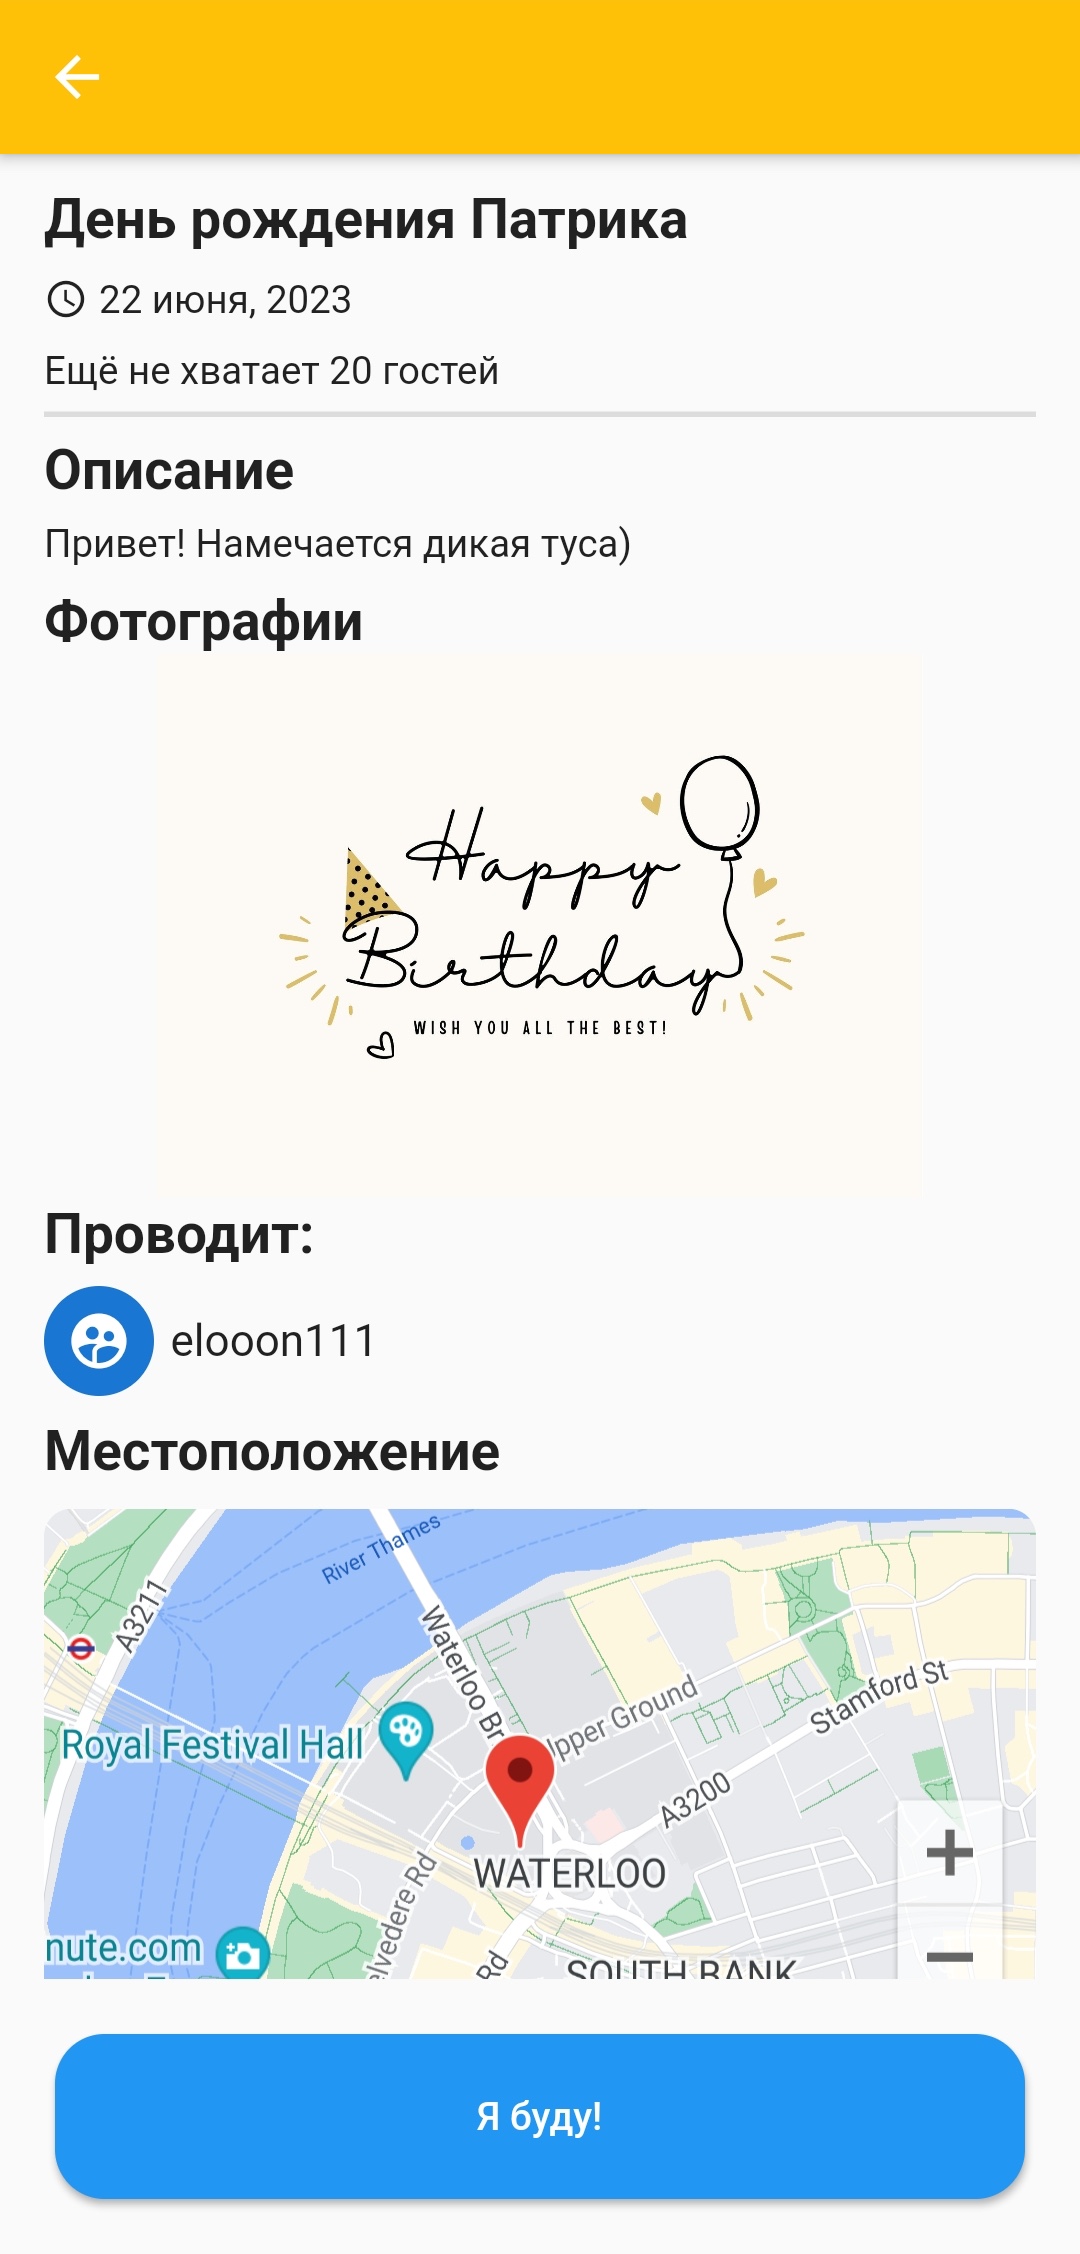 День рождения Патрика
22 июня, 2023
Ещё не хватает 20 гостей
Описание
Привет! Намечается дикая туса)
Фотографии
Happy
Birthday
WISH YOU ALL THE BEST!
Проводит:
elooon111
Местоположение
River Thames
A3211
Waterloo Br
Upper Ground
Stamford St
Royal Festival Hall
A3200
WATERLOO
elvedere Rd
nute.com
Rd
SOUTH BANK
Я буду!